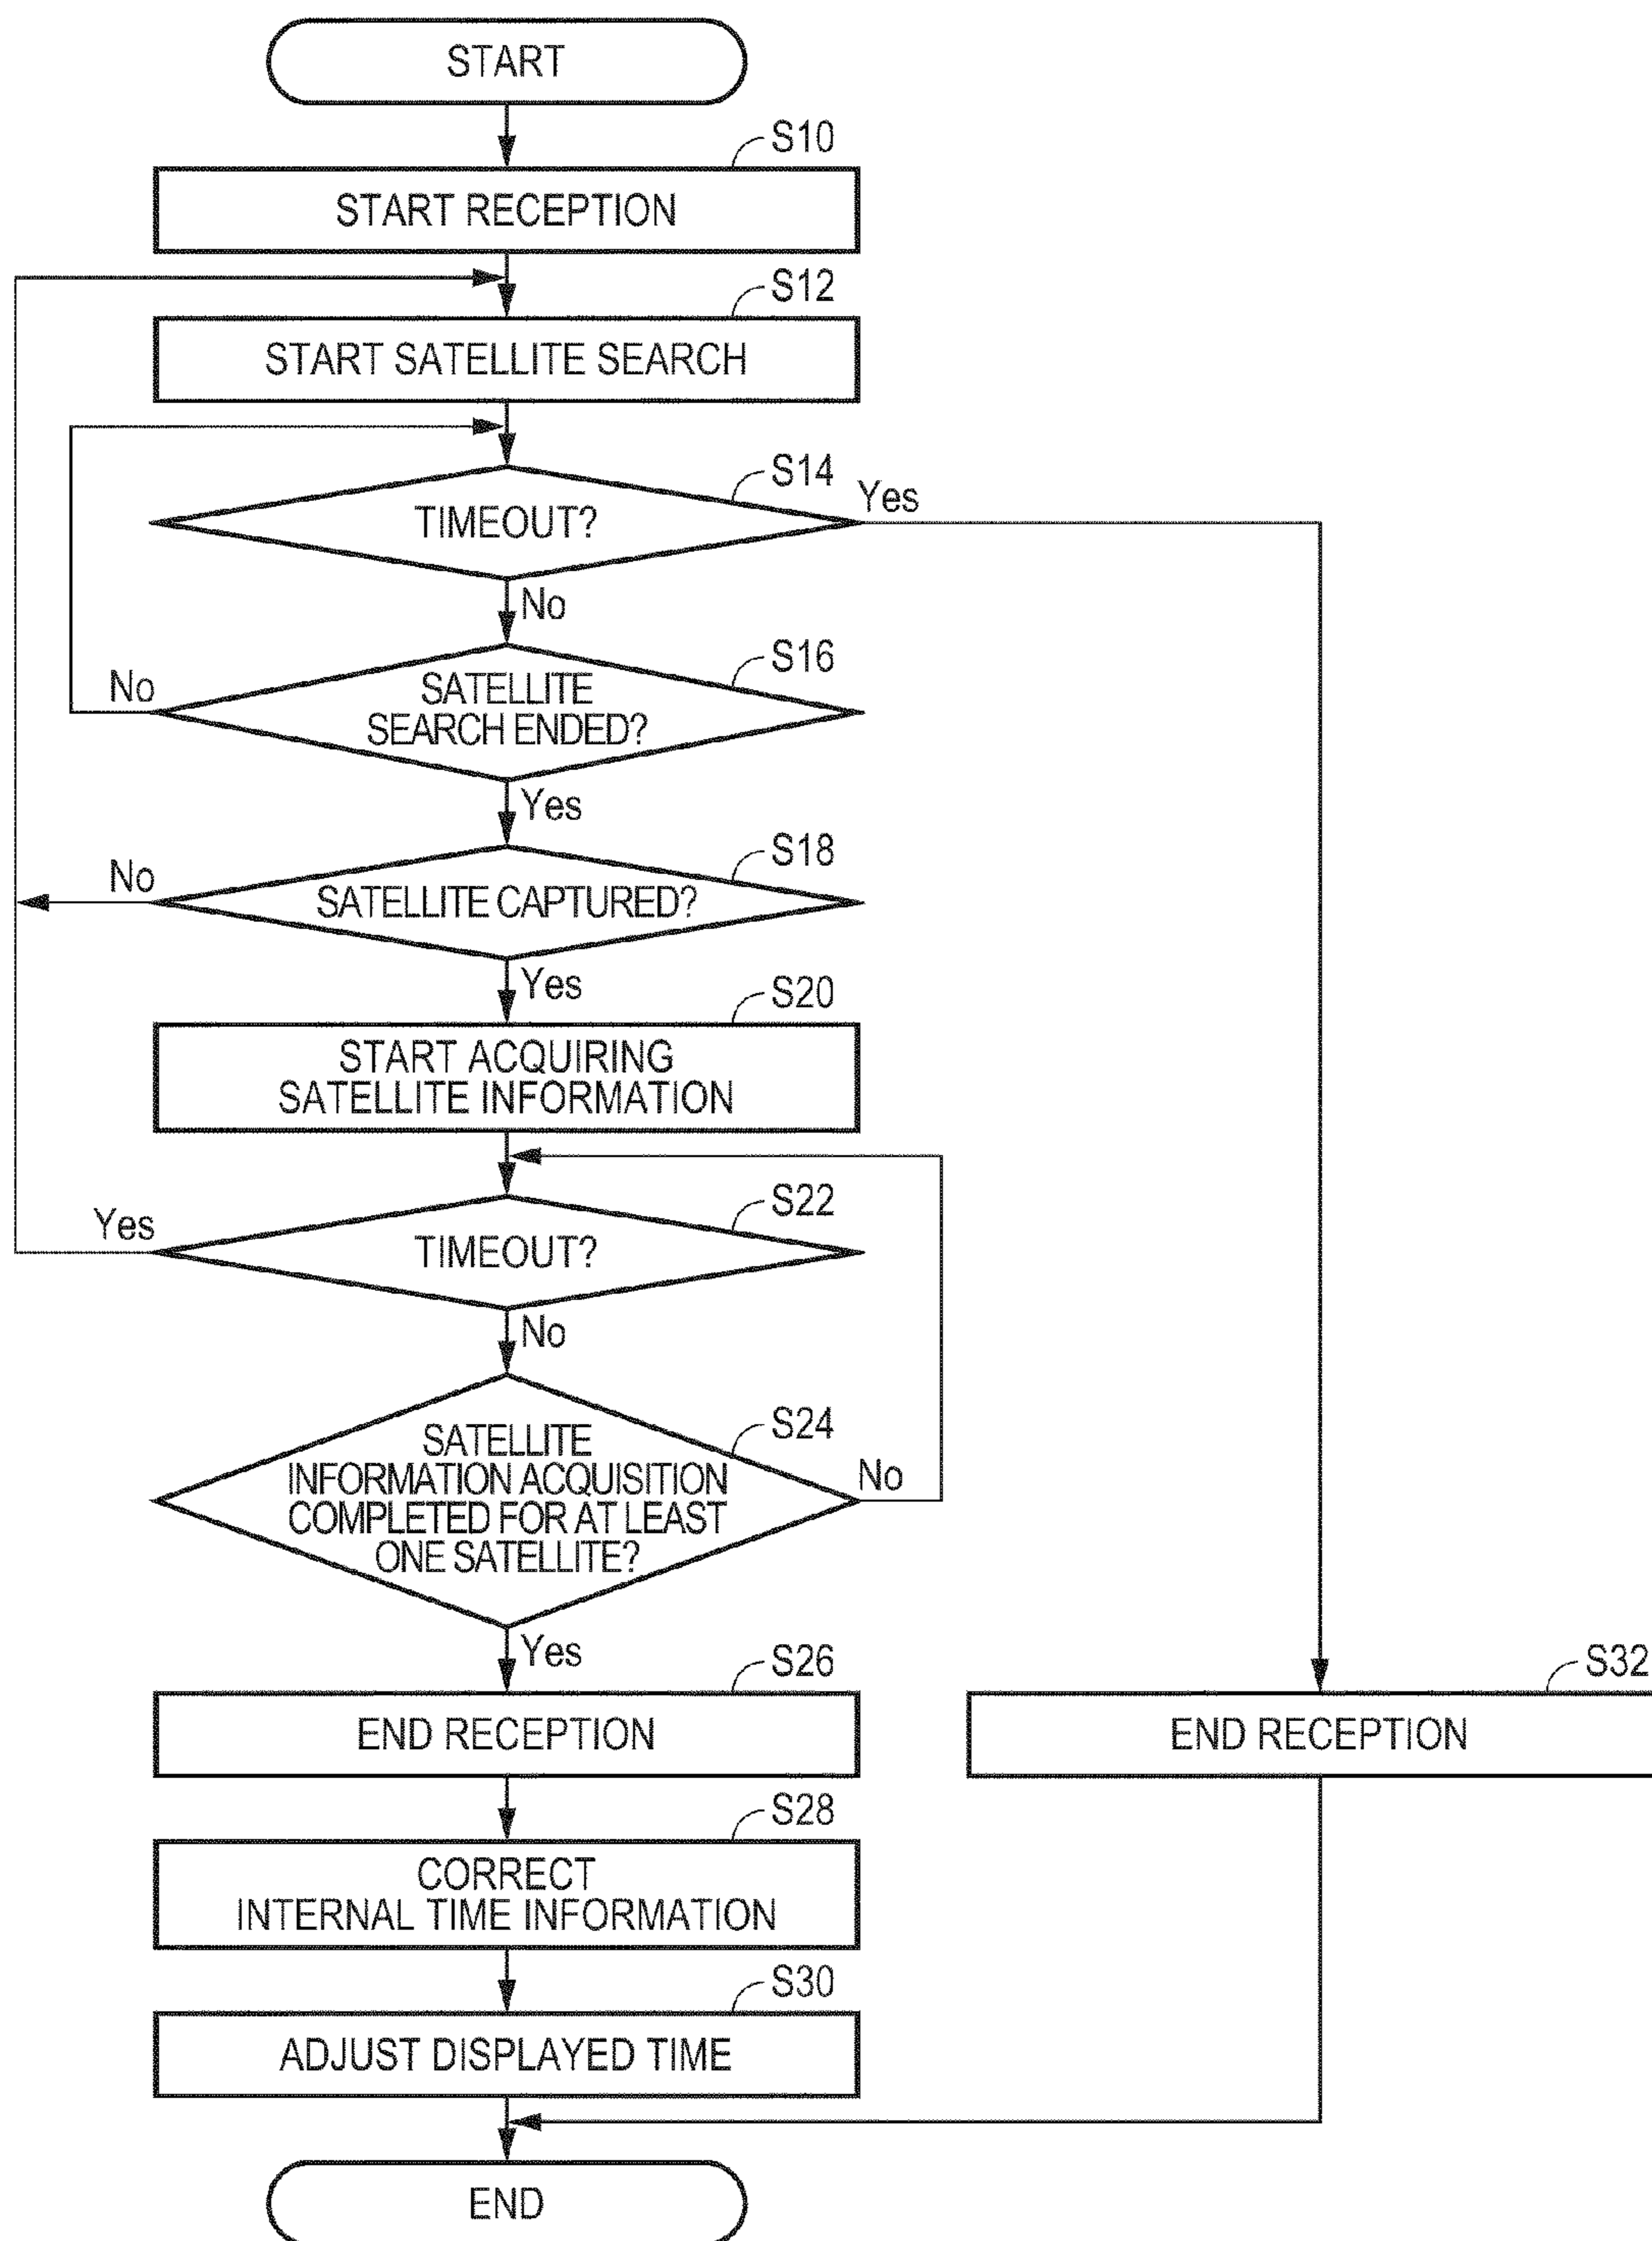 START
S10
START RECEPTION
S12
START SATELLITE SEARCH
S14
TIMEOUT?
Yes
No
S16
SATELLITE
SEARCH ENDED?
No
Yes
S18
SATELLITE CAPTURED?
No
Yes
S20
START ACQUIRING
SATELLITE INFORMATION
S22
TIMEOUT?
Yes
No
S24
SATELLITE
INFORMATION ACQUISITION
COMPLETED FOR AT LEAST
ONE SATELLITE?
No
Yes
S26
END RECEPTION
S32
END RECEPTION
S28
CORRECT
INTERNAL TIME INFORMATION
S30
ADJUST DISPLAYED TIME
END